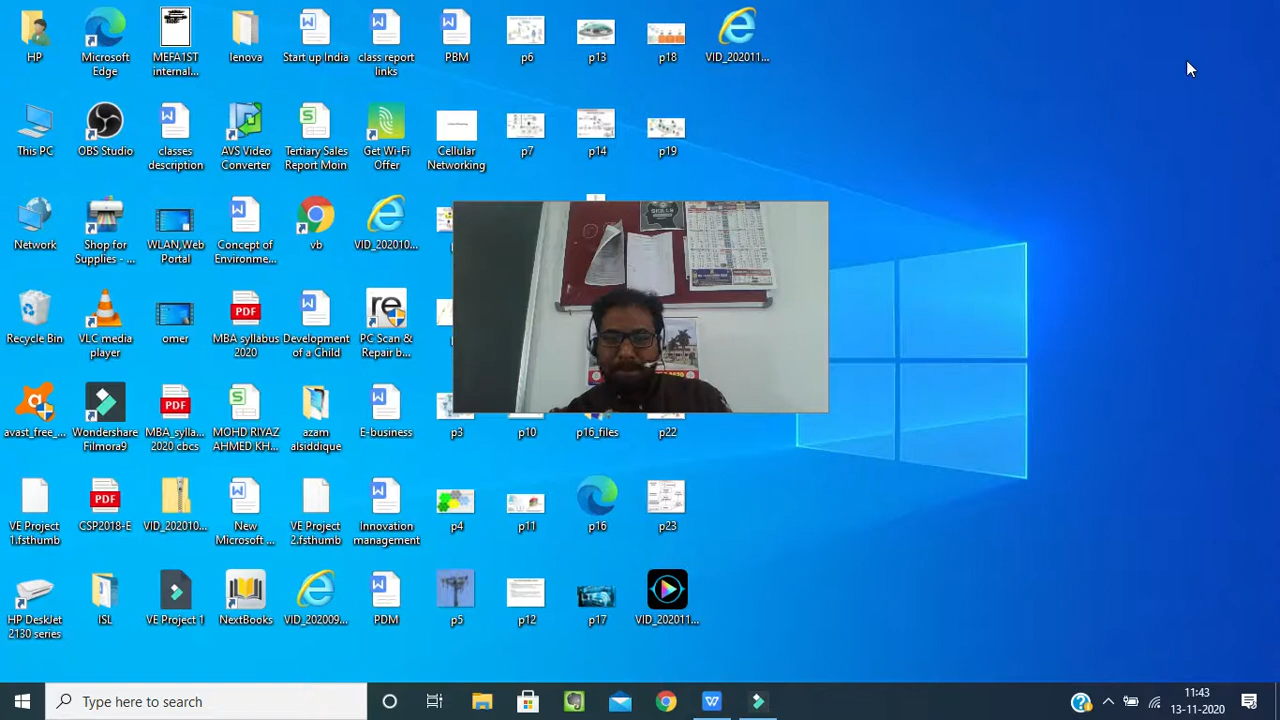 HP
Microsoft
Edge
MEFA1ST
internal...
lenova
Start up India
class report
links
PBM
p6
p13
p18
VID_202011...
This PC
OBS Studio
classes
description
AVS Video
Converter
Tertiary Sales
Report Moin
Get Wi-Fi
Offer
Cellular
Networking
p7
p14
p19
Network
Shop for
Supplies - ...
WLAN,Web
Portal
Concept of
Environme...
vb
VID_202010...
SKILLS
Recycle Bin
VLC media
player
omer
PDF
MBA syllabus
2020
Development
of a Child
re
PC Scan &
Repair b...
avast_free_...
Wondershare
Filmora9
PDF
MBA_sylla...
2020 cbcs
MOHD RIYAZ
AHMED KH...
azam
alsiddique
E-business
p3
p10
p16_files
p22
VE Project
1.fsthumb
PDF
CSP2018-E
VID_202010...
New
Microsoft ...
VE Project
2.fsthumb
Innovation
management
p4
p11
p16
p23
HP DeskJet
2130 series
ISL
VE Project 1
NextBooks
VID_202009...
PDM
p5
p12
p17
VID_202011...
Type here to search
11:43
13-11-2020